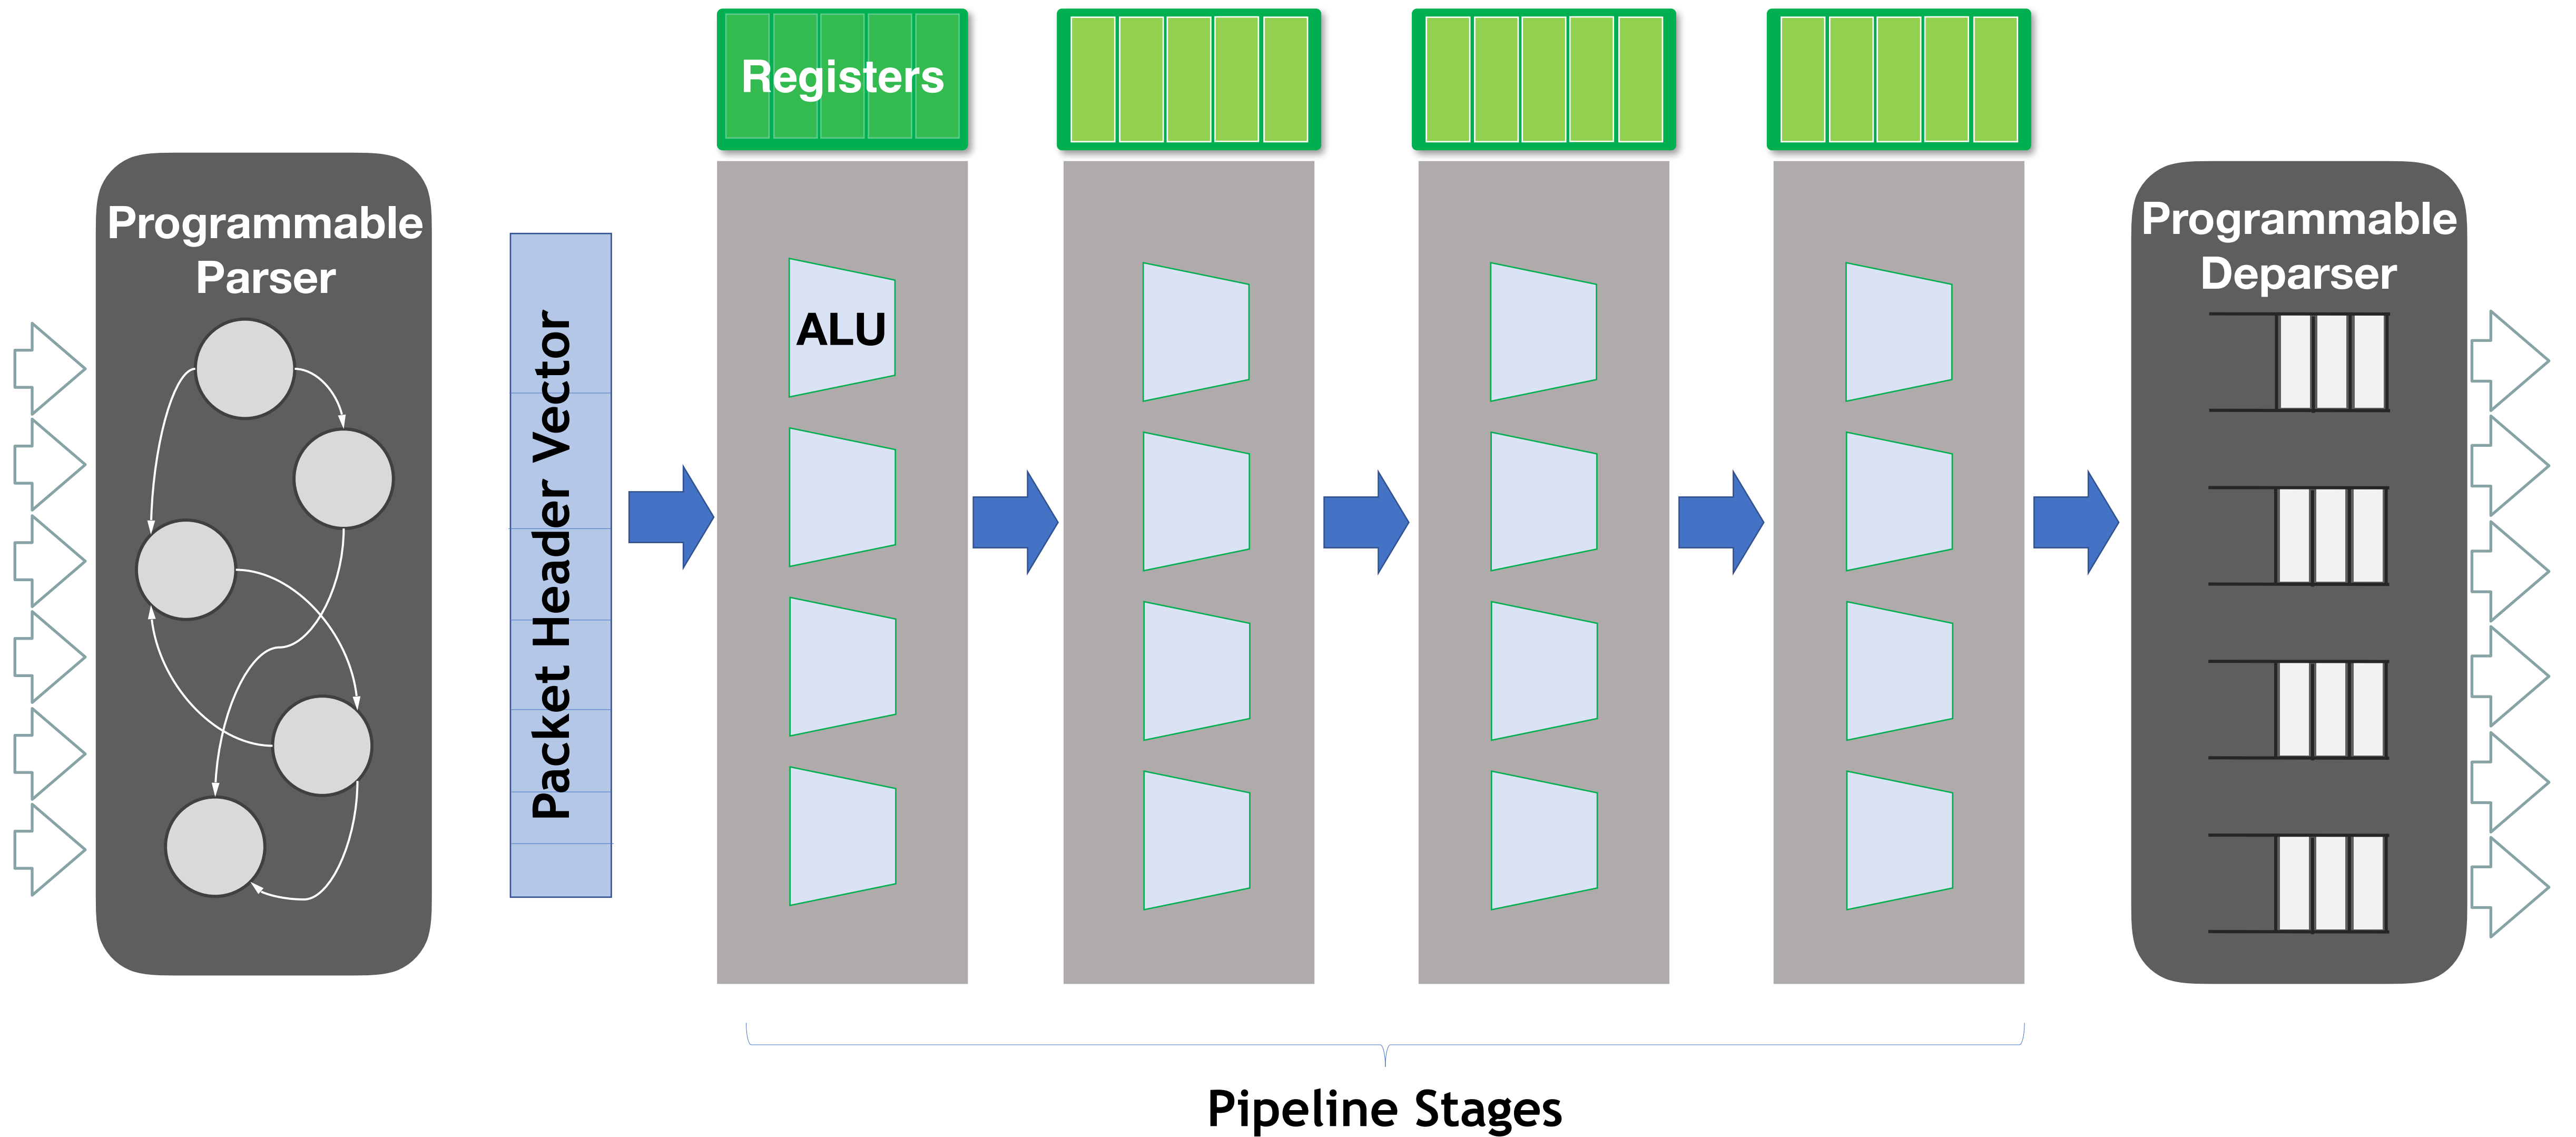 Registers
Programmable
Parser
Packet Header Vector
ALU
Programmable
Deparser
Pipeline Stages